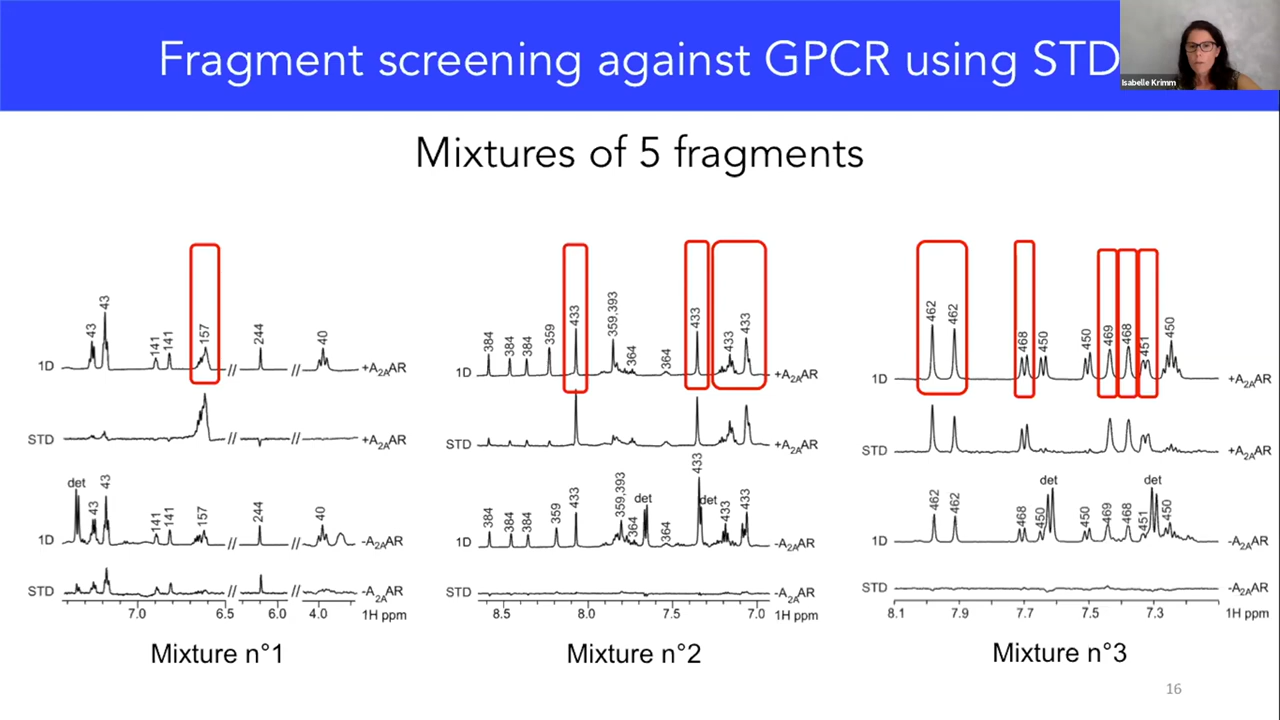 Fragment screening against GPCR using STD
Isabelle Krimm
Mixtures of 5 fragments
43
43
141
141
157
244
40
1D
+A2AAR
STD
+A2AAR
det
43
43
141
141
157
244
40
1D
-A2AAR
STD
-A2AAR
7.0
6.5
6.0
4.0
1H ppm
Mixture n°1
384
384
384
359
433
359,393
364
364
433
433
433
1D
+A2AAR
STD
+A2AAR
384
384
384
359
433
359,393
364
det
364
433
det
433
433
1D
-A2AAR
STD
-A2AAR
8.5
8.0
7.5
7.0
1H ppm
Mixture n°2
462
462
468
450
450
469
468
451
450
1D
+A2AAR
STD
+A2AAR
462
462
468
450
det
450
469
468
451
det
450
1D
-A2AAR
STD
-A2AAR
8.1
7.9
7.7
7.5
7.3
1H ppm
Mixture n°3
16